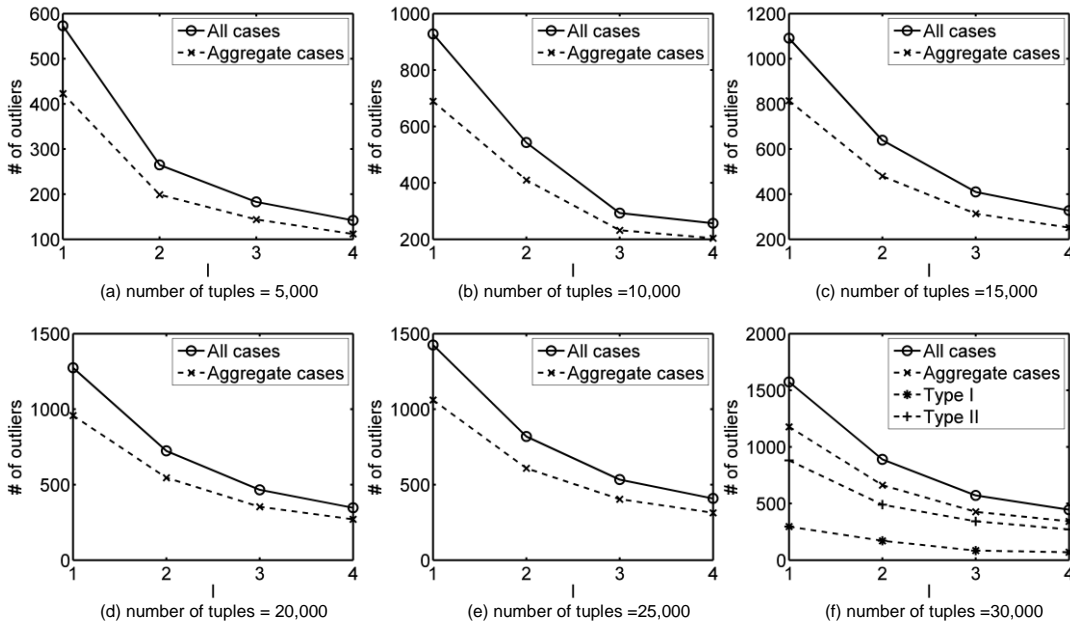 600
500
400
300
200
100
# of outliers
All cases
Aggregate cases
1 2 3 4
l
(a) number of tuples = 5,000
1000
800
600
400
200
# of outliers
All cases
Aggregate cases
1 2 3 4
l
(b) number of tuples =10,000
1200
1000
800
600
400
200
# of outliers
All cases
Aggregate cases
1 2 3 4
l
(c) number of tuples =15,000
1500
1000
500
0
# of outliers
All cases
Aggregate cases
1 2 3 4
l
(d) number of tuples = 20,000
1500
1000
500
0
# of outliers
All cases
Aggregate cases
1 2 3 4
l
(e) number of tuples =25,000
2000
1500
1000
500
0
# of outliers
All cases
Aggregate cases
Type I
Type II
1 2 3 4
l
(f) number of tuples =30,000